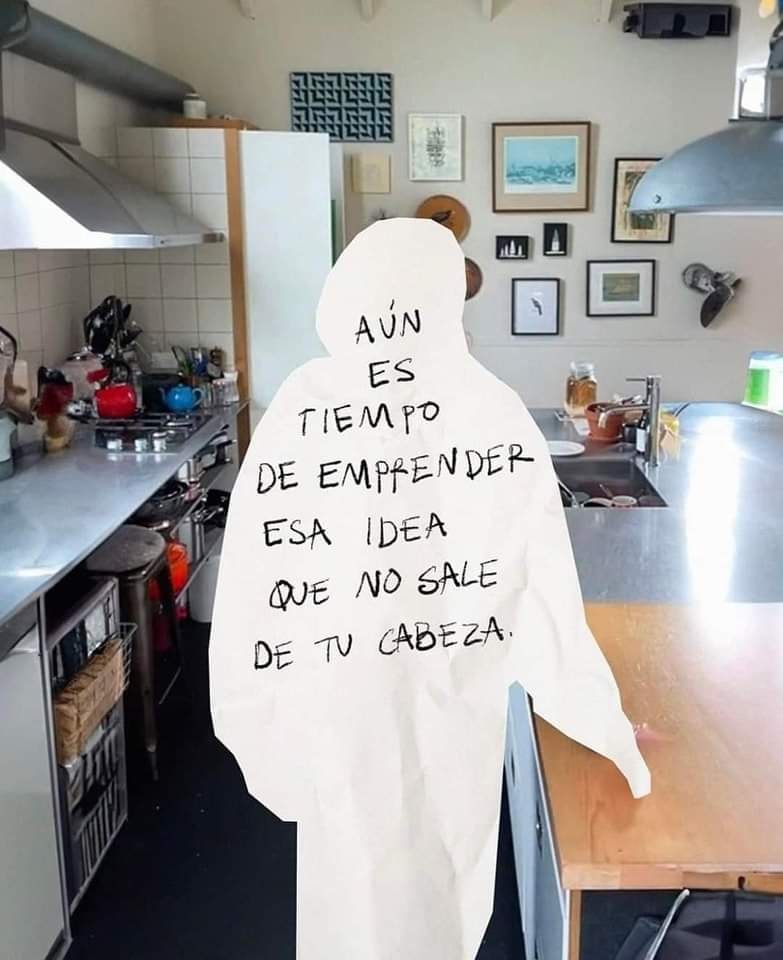 AÚN
ES
TIEMPO
DE EMPRENDER
ESA IDEA
QUE NO SALE
DE TU CABEZA.